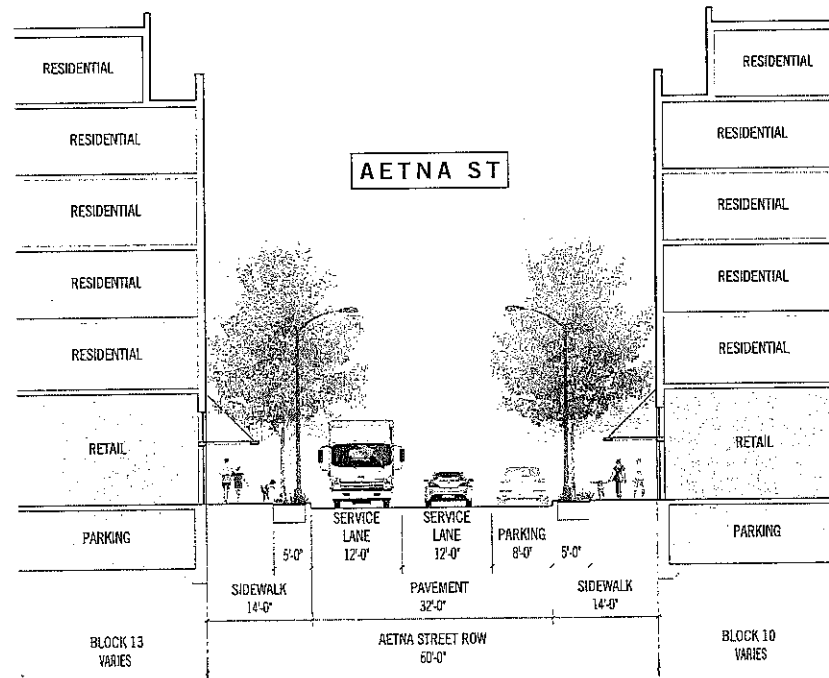 RESIDENTIAL
RESIDENTIAL
RESIDENTIAL
RESIDENTIAL
AETNA ST
RESIDENTIAL
RESIDENTIAL
RESIDENTIAL
RESIDENTIAL
RESIDENTIAL
RESIDENTIAL
RETAIL
RETAIL
PARKING
SERVICE
LANE
12'-0"
SERVICE
LANE
12'-0"
PARKING
8'-0"
PARKING
5'-0"
5'-0"
SIDEWALK
14'-0"
PAVEMENT
32'-0"
SIDEWALK
14'-0"
BLOCK 13
VARIES
AETNA STREET ROW
60'-0"
BLOCK 10
VARIES